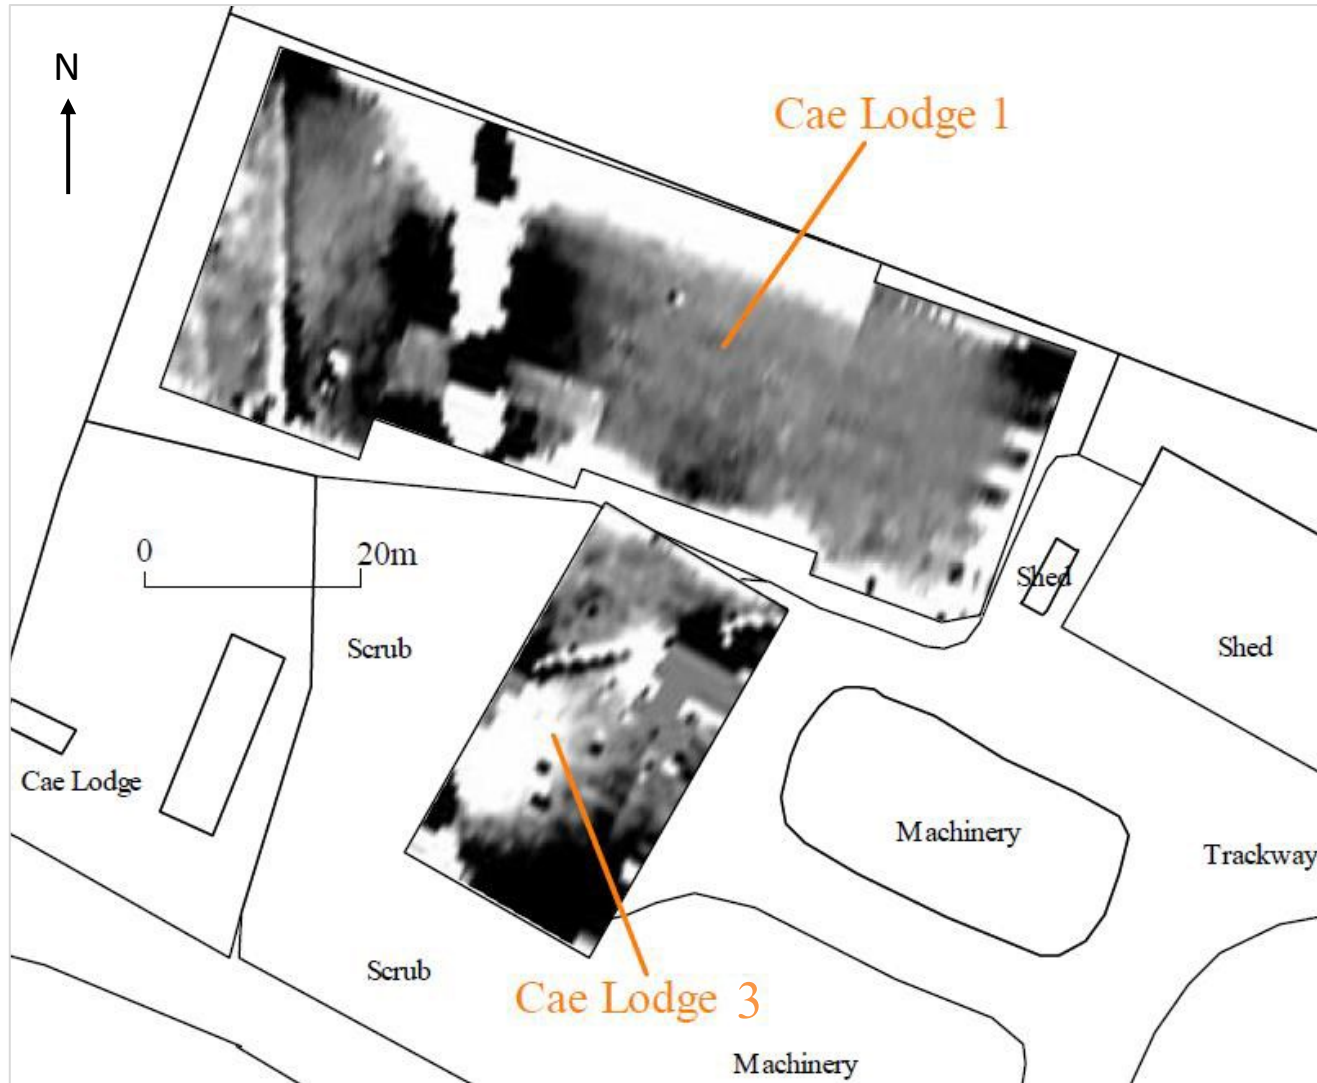 N
Cae Lodge 1
0 20m
Shed
Scrub
Shed
Cae Lodge
Machinery
Trackway
Scrub
Cae Lodge 3
Machinery